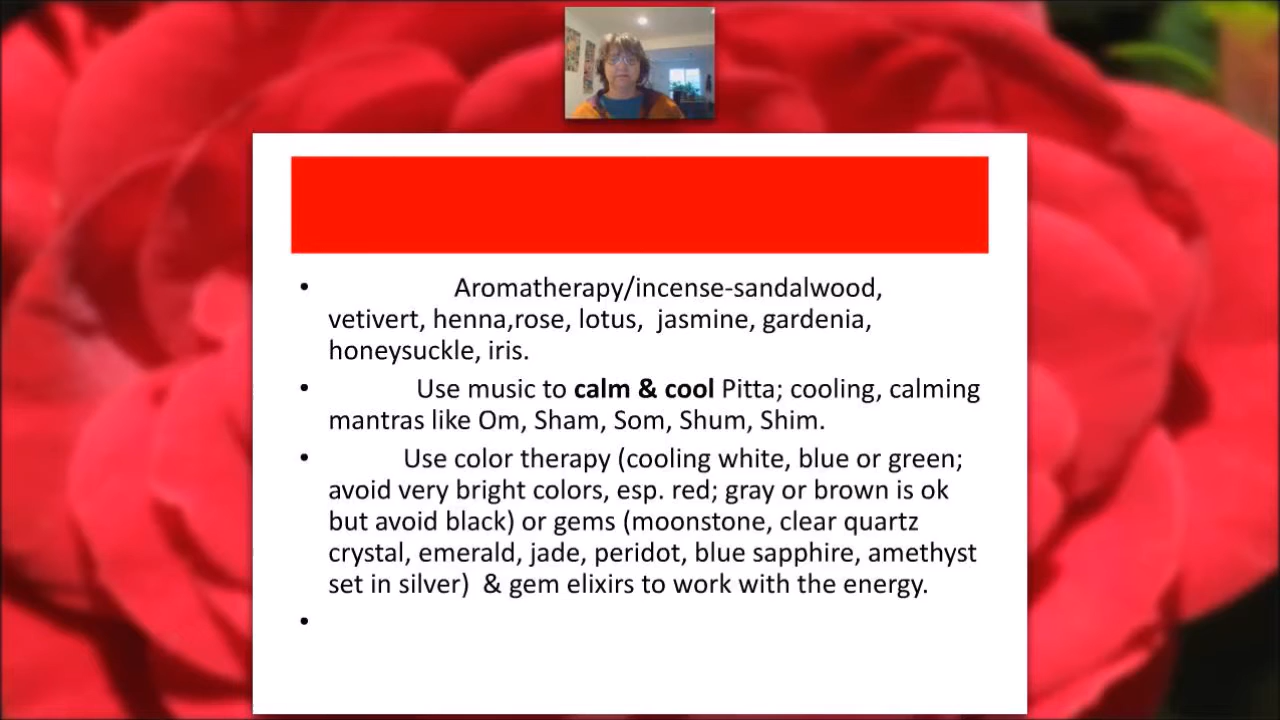 • Aromatherapy/incense-sandalwood,
vetivert, henna,rose, lotus, jasmine, gardenia,
honeysuckle, iris.
• Use music to calm & cool Pitta; cooling, calming
mantras like Om, Sham, Som, Shum, Shim.
• Use color therapy (cooling white, blue or green;
avoid very bright colors, esp. red; gray or brown is ok
but avoid black) or gems (moonstone, clear quartz
crystal, emerald, jade, peridot, blue sapphire, amethyst
set in silver) & gem elixirs to work with the energy.
•